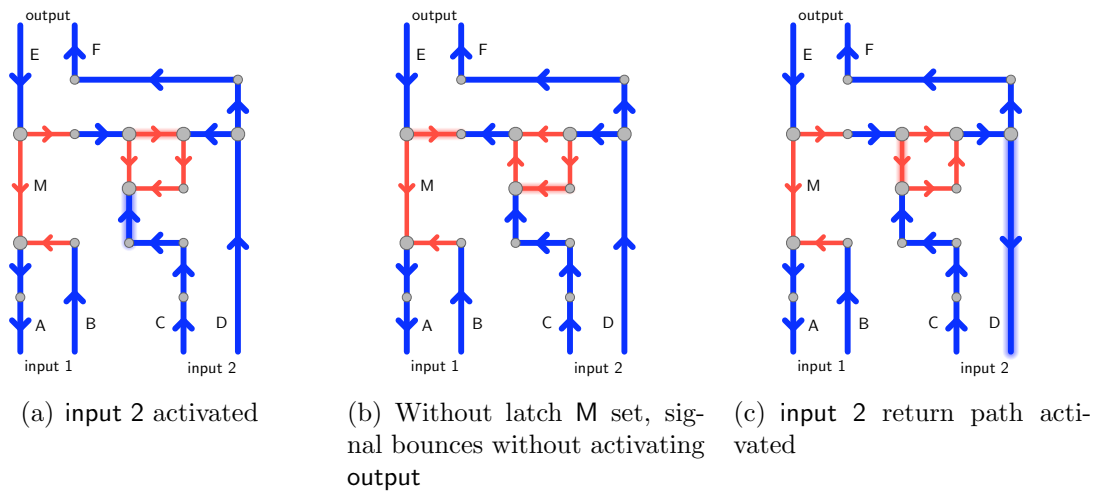 output
E
F
M
A
B
C
D
input 1
input 2
(a) input 2 activated
output
E
F
M
A
B
C
D
input 1
input 2
(b) Without latch M set, sig-
nal bounces without activating
output
output
E
F
M
A
B
C
D
input 1
input 2
(c) input 2 return path acti-
vated